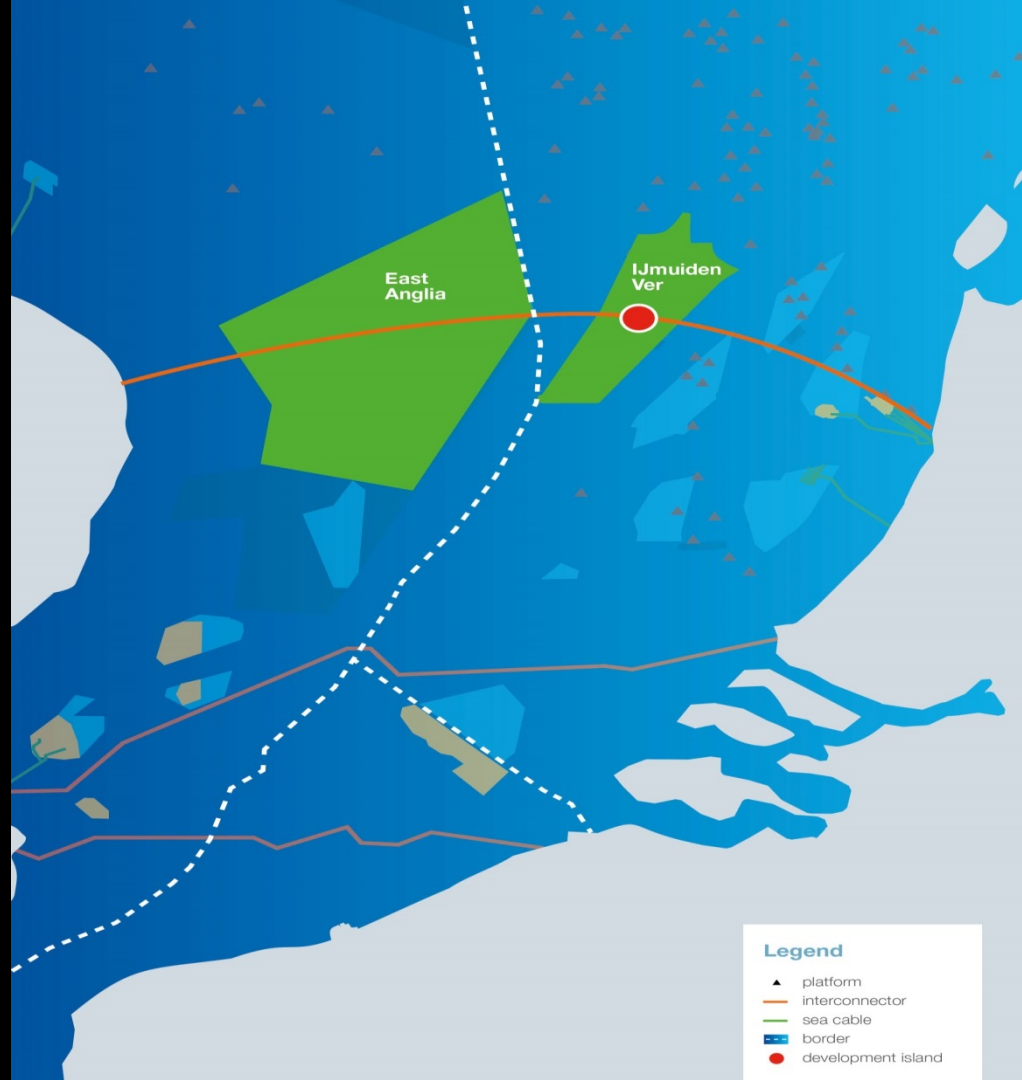 East
Anglia
IJmuiden
Ver
Legend
platform
interconnector
sea cable
border
development island